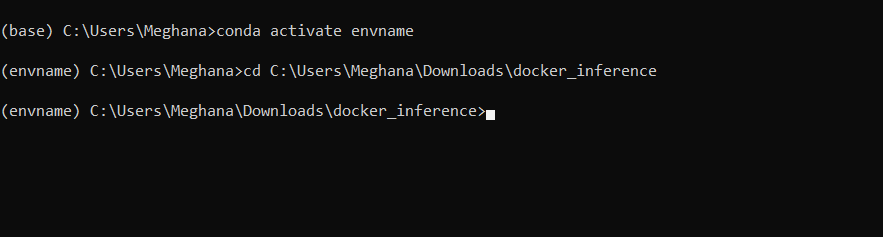 (base) C:\Users\Meghana>conda activate envname
(envname) C:\Users\Meghana>cd C:\Users\Meghana\Downloads\docker_inference
(envname) C:\Users\Meghana\Downloads\docker_inference>